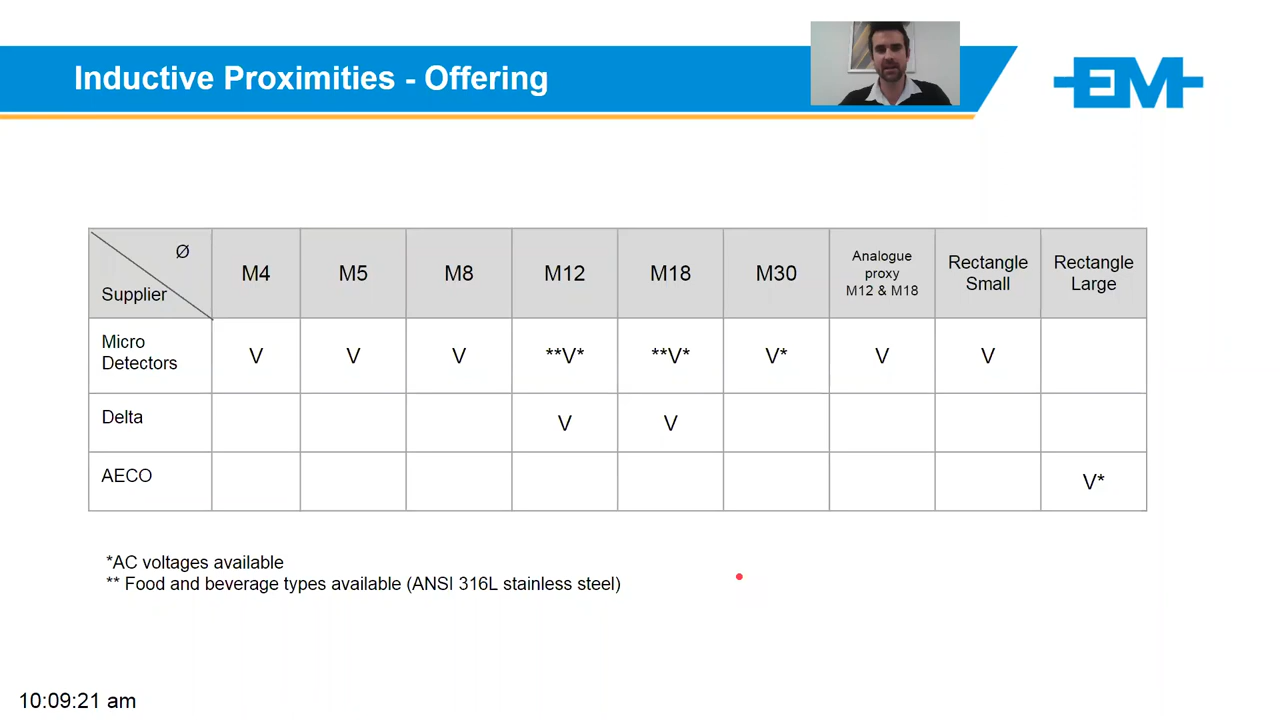 Inductive Proximities - Offering
EM
Ø
Supplier
M4
M5
M8
M12
M18
M30
Analogue
proxy
M12 & M18
Rectangle
Small
Rectangle
Large
Micro
Detectors
V
V
V
**V*
**V*
V*
V
V
Delta
V
V
AECO
V*
*AC voltages available
** Food and beverage types available (ANSI 316L stainless steel)
10:09:21 am